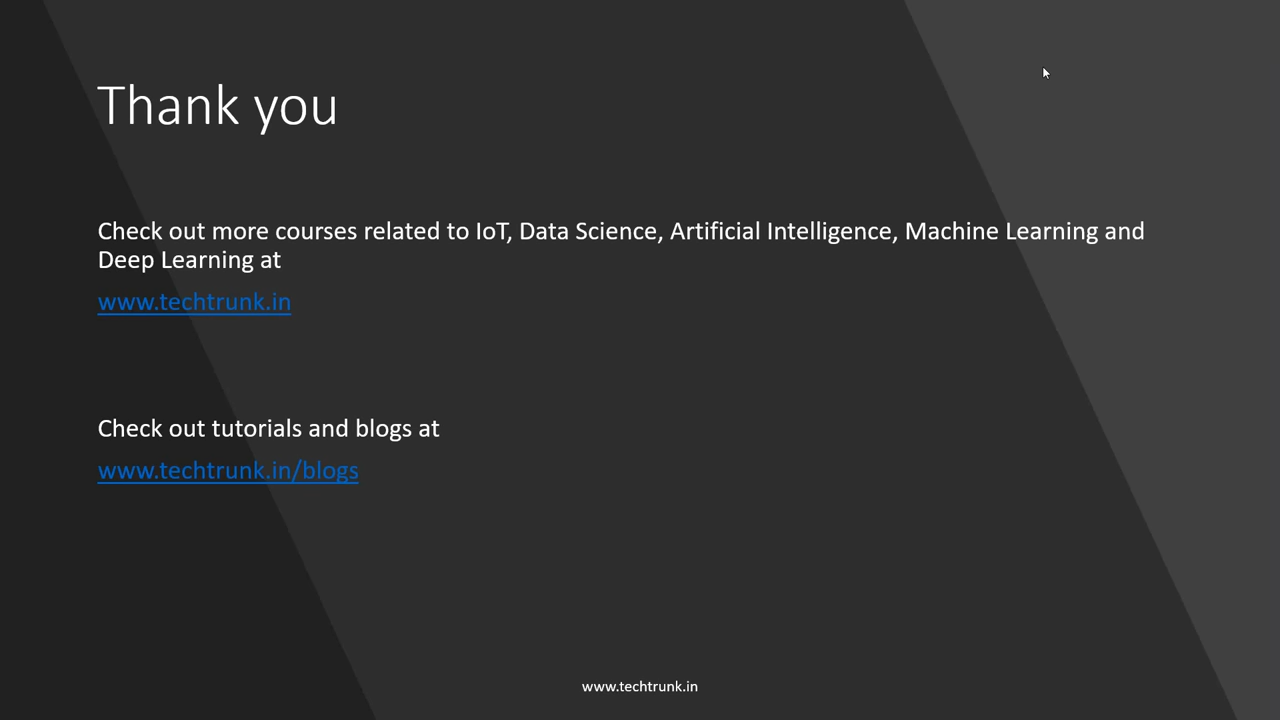 Thank you
Check out more courses related to IoT, Data Science, Artificial Intelligence, Machine Learning and
Deep Learning at
www.techtrunk.in
Check out tutorials and blogs at
www.techtrunk.in/blogs
www.techtrunk.in